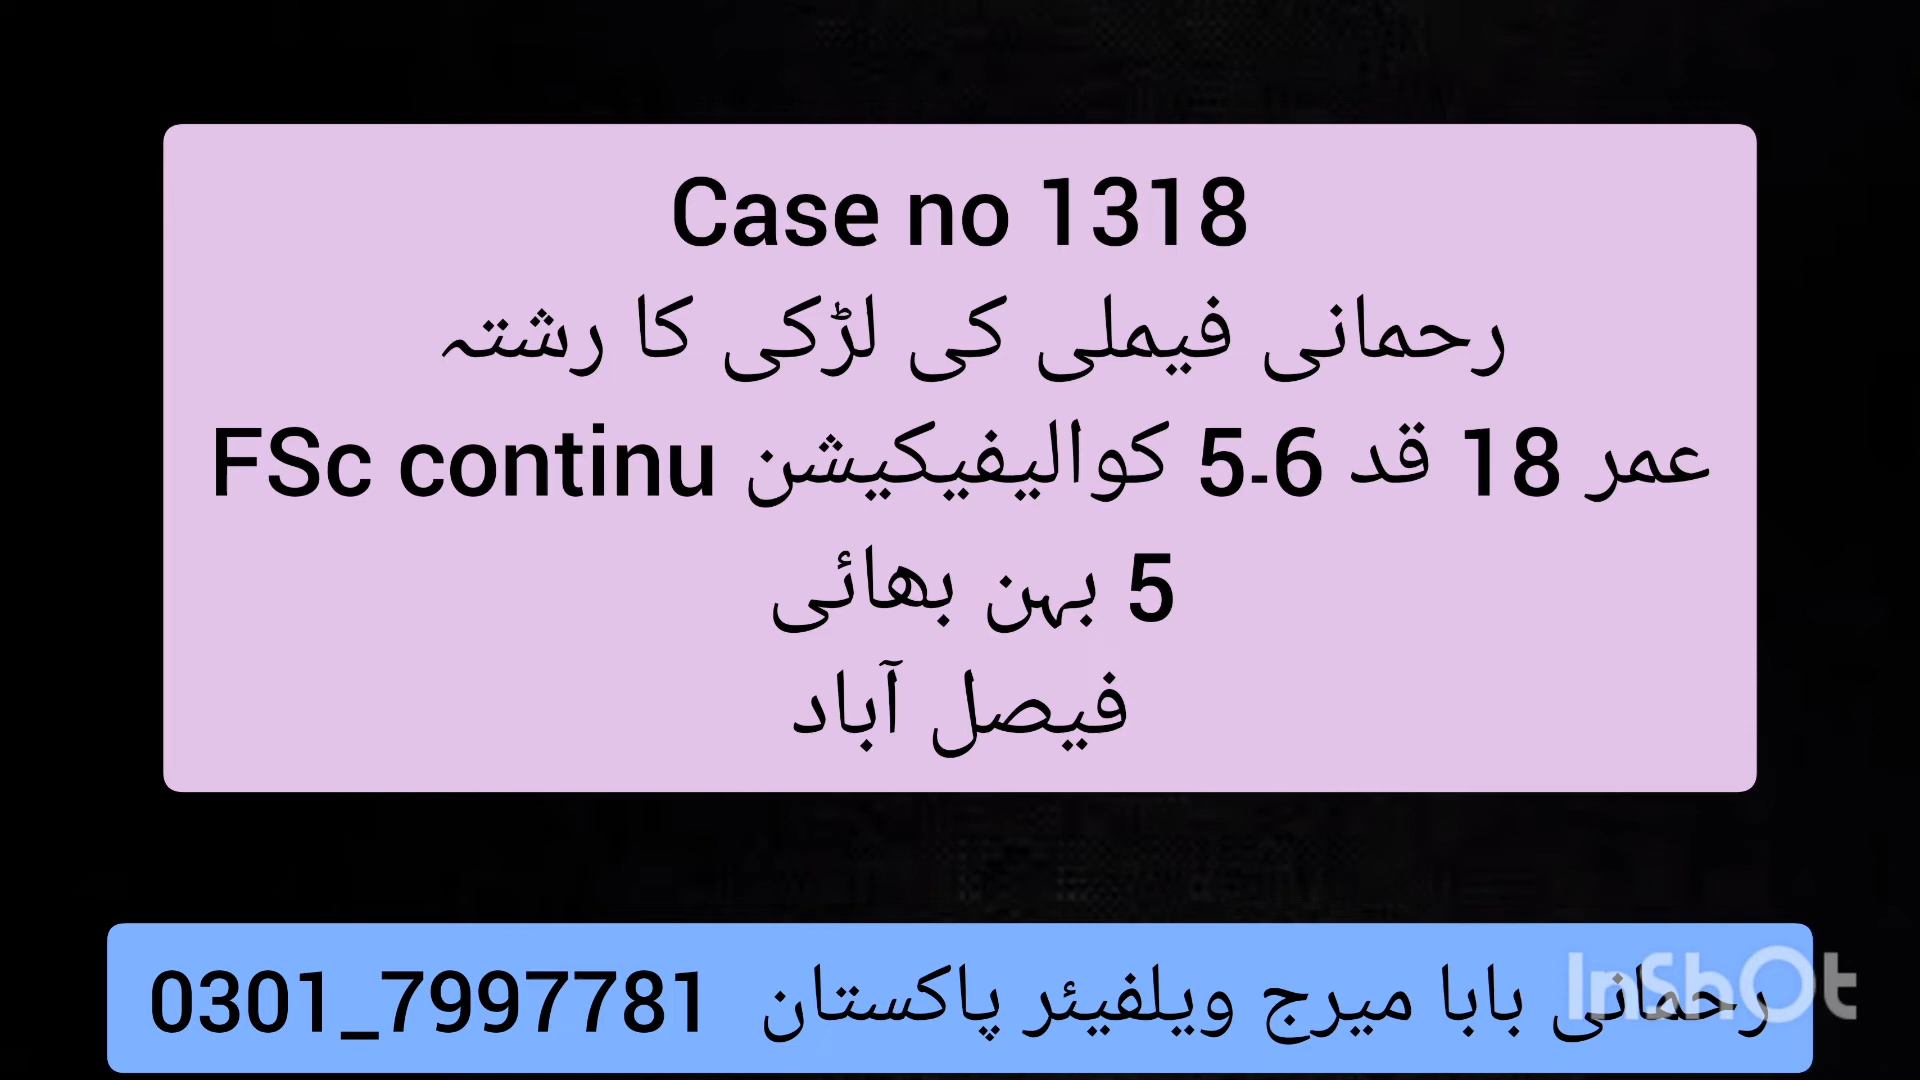 Case no 1318
رحمانی فیملی کی لڑکی کا رشتہ
عمر 18 قد 6-5 کوالیفیکیشن FSc continu
5 بہن بھائی
فیصل آباد
رحمانی بابا میرج ویلفیئر پاکستان 0301_7997781
InShOt